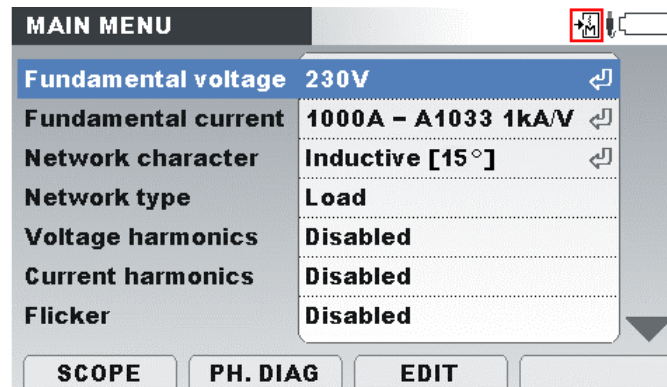 MAIN MENU
Fundamental voltage 230V
Fundamental current 1000A – A1033 1kA/V
Network character Inductive [15°]
Network type Load
Voltage harmonics Disabled
Current harmonics Disabled
Flicker Disabled
SCOPE PH. DIAG EDIT